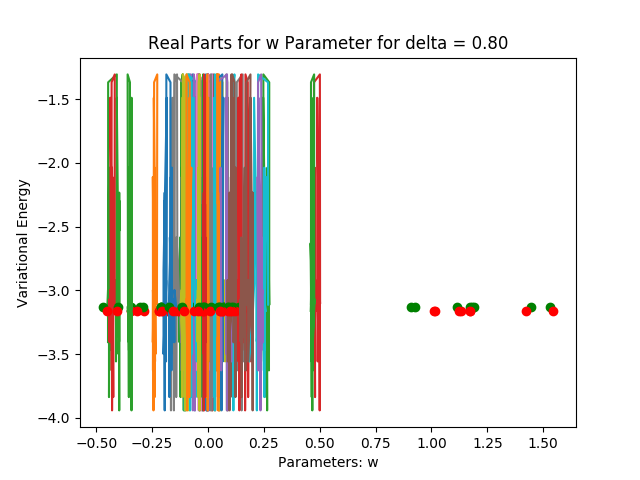 Real Parts for w Parameter for delta = 0.80
Variational Energy
−1.5
−2.0
−2.5
−3.0
−3.5
−4.0
−0.50 −0.25 0.00 0.25 0.50 0.75 1.00 1.25 1.50
Parameters: w